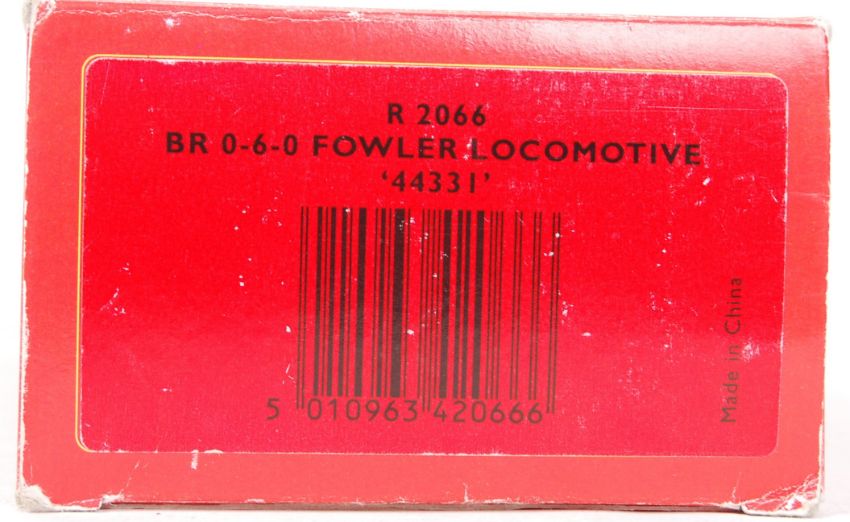 R 2066
BR 0-6-0 FOWLER LOCOMOTIVE
‘44331’
5 010963 420666
Made in China